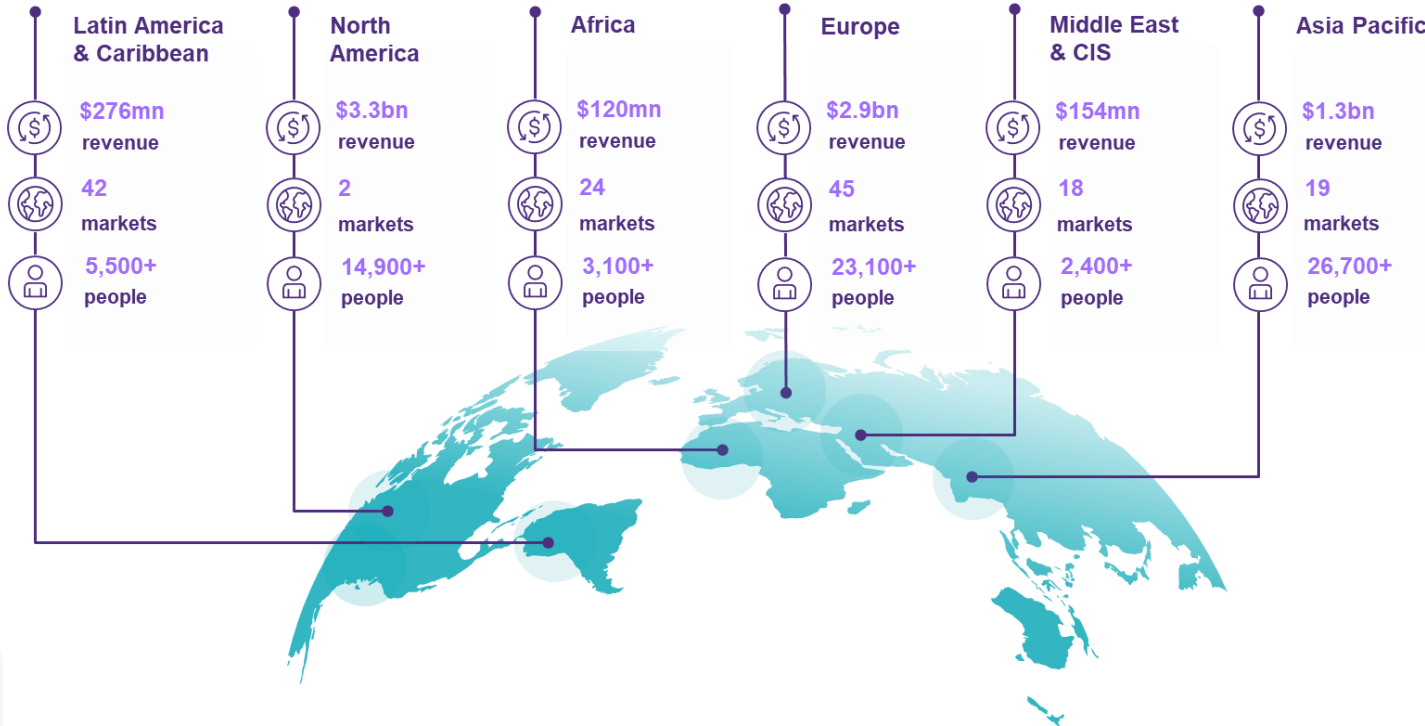 Latin America
& Caribbean
$276mn
revenue
42
markets
5,500+
people
North
America
$3.3bn
revenue
2
markets
14,900+
people
Africa
$120mn
revenue
24
markets
3,100+
people
Europe
$2.9bn
revenue
45
markets
23,100+
people
Middle East
& CIS
$154mn
revenue
18
markets
2,400+
people
Asia Pacific
$1.3bn
revenue
19
markets
26,700+
people